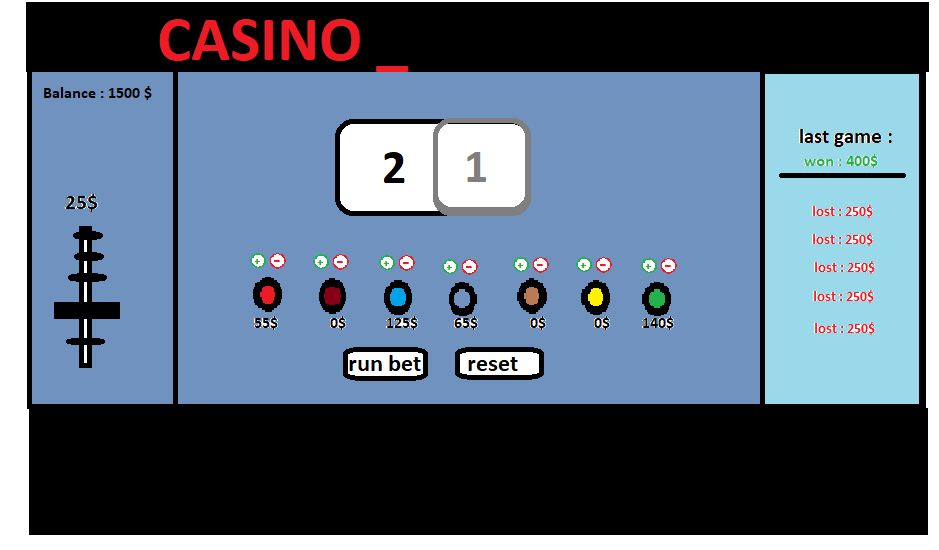 CASINO _
Balance : 1500 $
25$
2 1
last game :
won : 400$
lost : 250$
lost : 250$
lost : 250$
lost : 250$
lost : 250$
+ - + - + - + - + - + - + -
55$ 0$ 125$ 65$ 0$ 0$ 140$
run bet reset